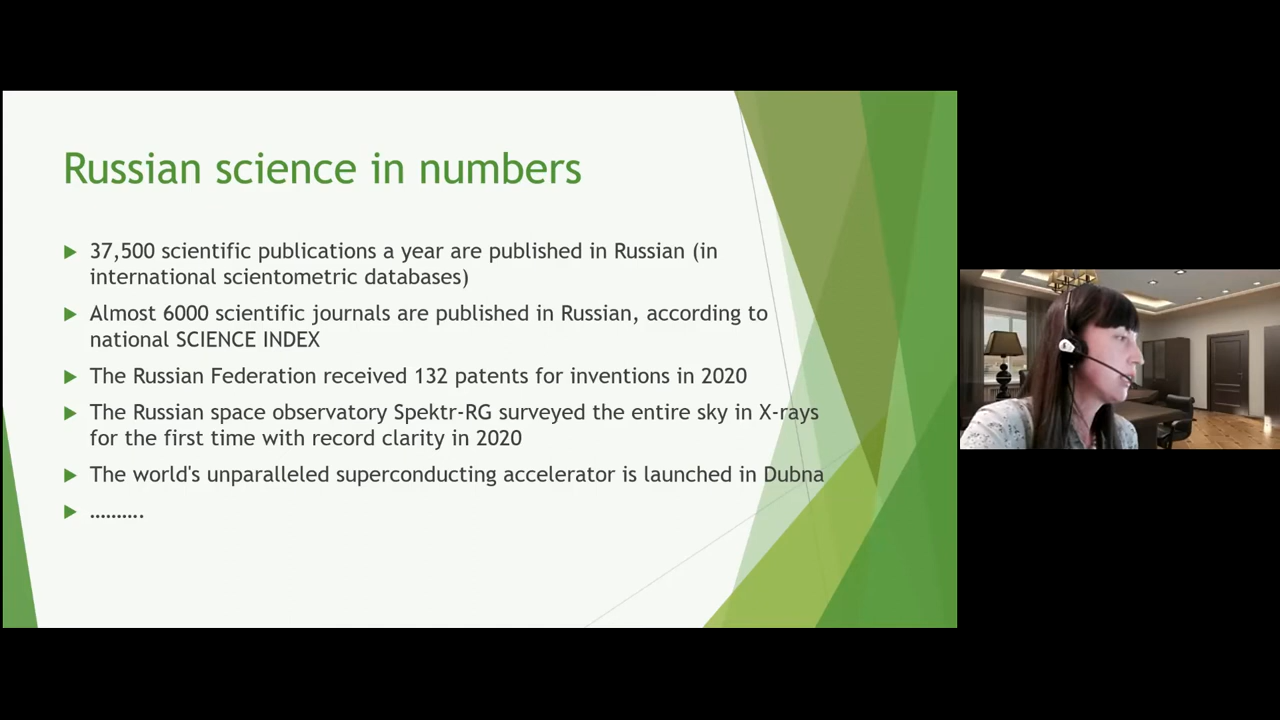 Russian science in numbers
37,500 scientific publications a year are published in Russian (in
international scientometric databases)
Almost 6000 scientific journals are published in Russian, according to
national SCIENCE INDEX
The Russian Federation received 132 patents for inventions in 2020
The Russian space observatory Spektr-RG surveyed the entire sky in X-rays
for the first time with record clarity in 2020
The world's unparalleled superconducting accelerator is launched in Dubna
..........